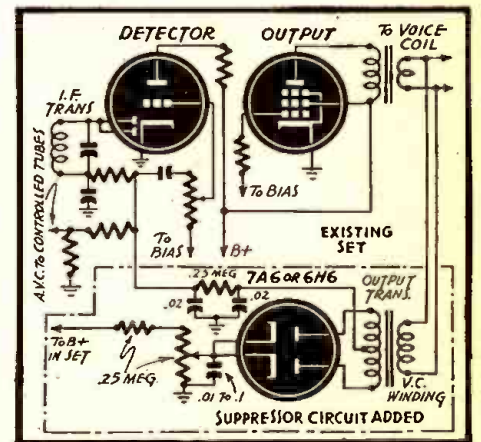 DETECTOR
OUTPUT
TO VOICE-
COIL
I.F.
TRANS
A.V.C. TO CONTROLLED TUBES
TO
BIAS
B+
TO BIAS
EXISTING
SET
.25 MEG.
7A6 OR 6H6
OUTPUT
TRANS.
.02
.02
TO B+
IN SET
.25 MEG.
.01 TO .1
V.C.
WINDING
SUPPRESSOR CIRCUIT ADDED